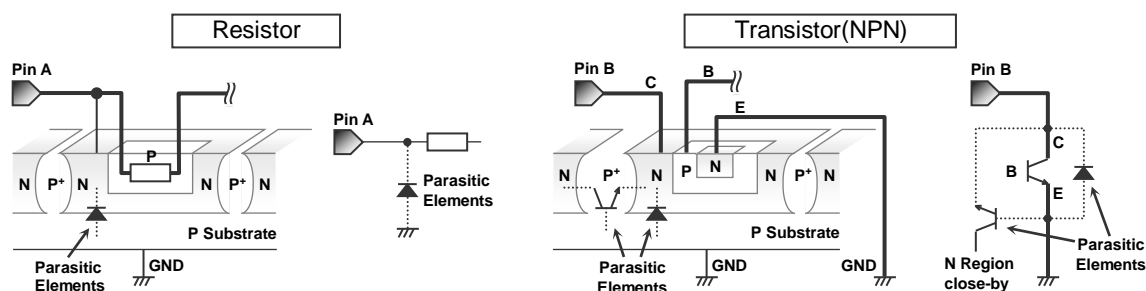 Resistor
Pin A
P
N
P+
N
N
P+
N
Parasitic
Elements
P Substrate
GND
Pin A
Parasitic
Elements
Transistor(NPN)
Pin B
C
B
E
N
P+
N
P
N
N
P+
N
P Substrate
Parasitic
Elements
GND
GND
Pin B
C
B
E
Parasitic
Elements
N Region
close-by